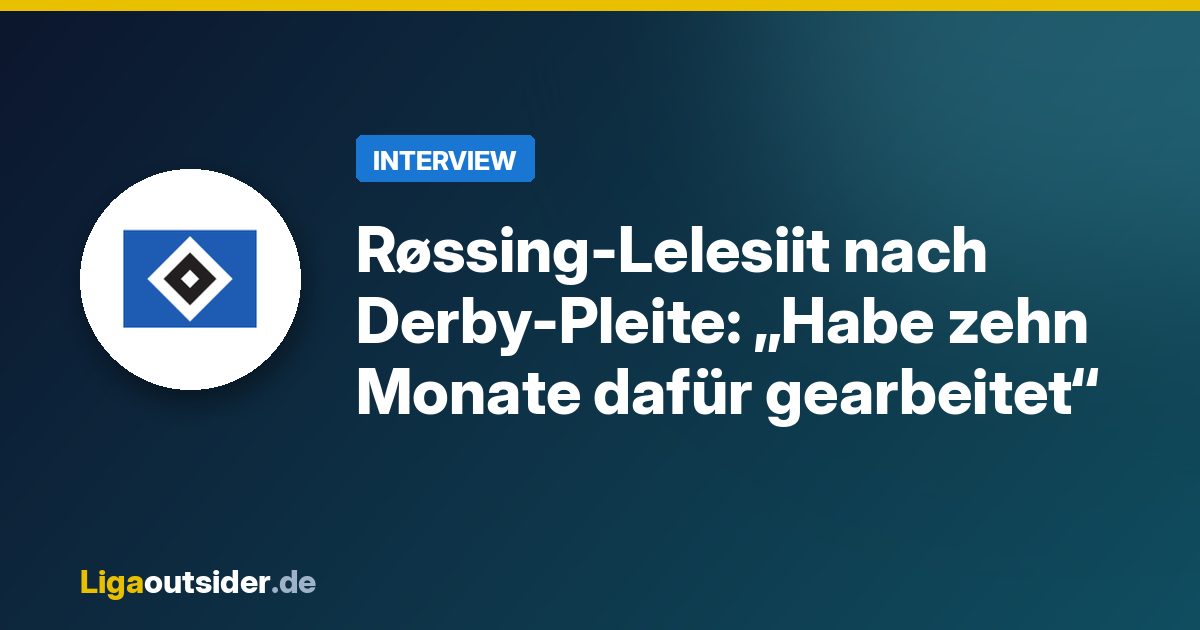 INTERVIEW
Røssing-Lelesiit nach
Derby-Pleite: „Habe zehn
Monate dafür gearbeitet“
Ligaoutsider.de